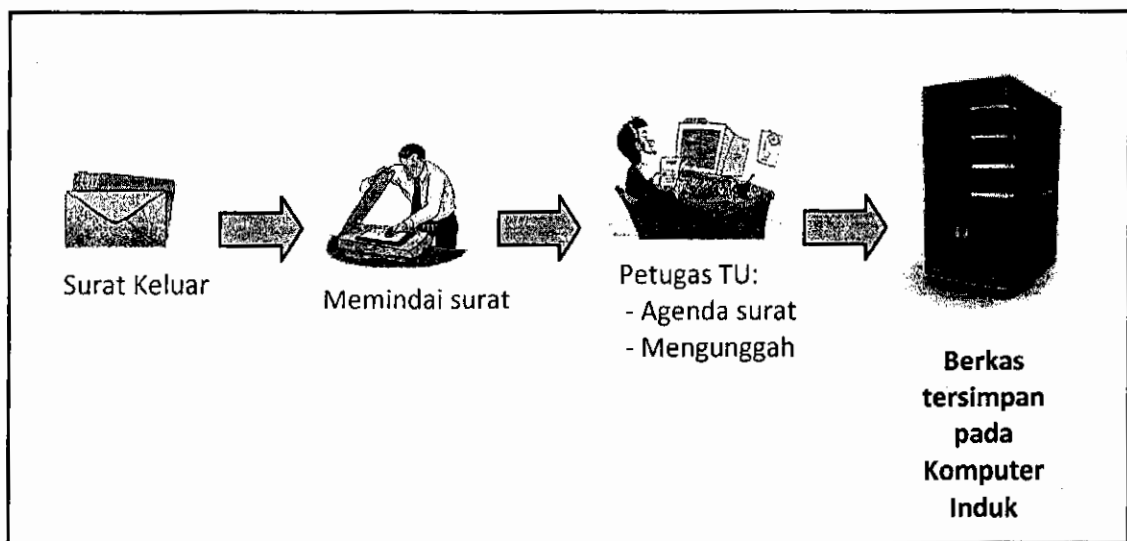 Surat Keluar
Memindai surat
Petugas TU:
- Agenda surat
- Mengunggah
Berkas
tersimpan
pada
Komputer
Induk